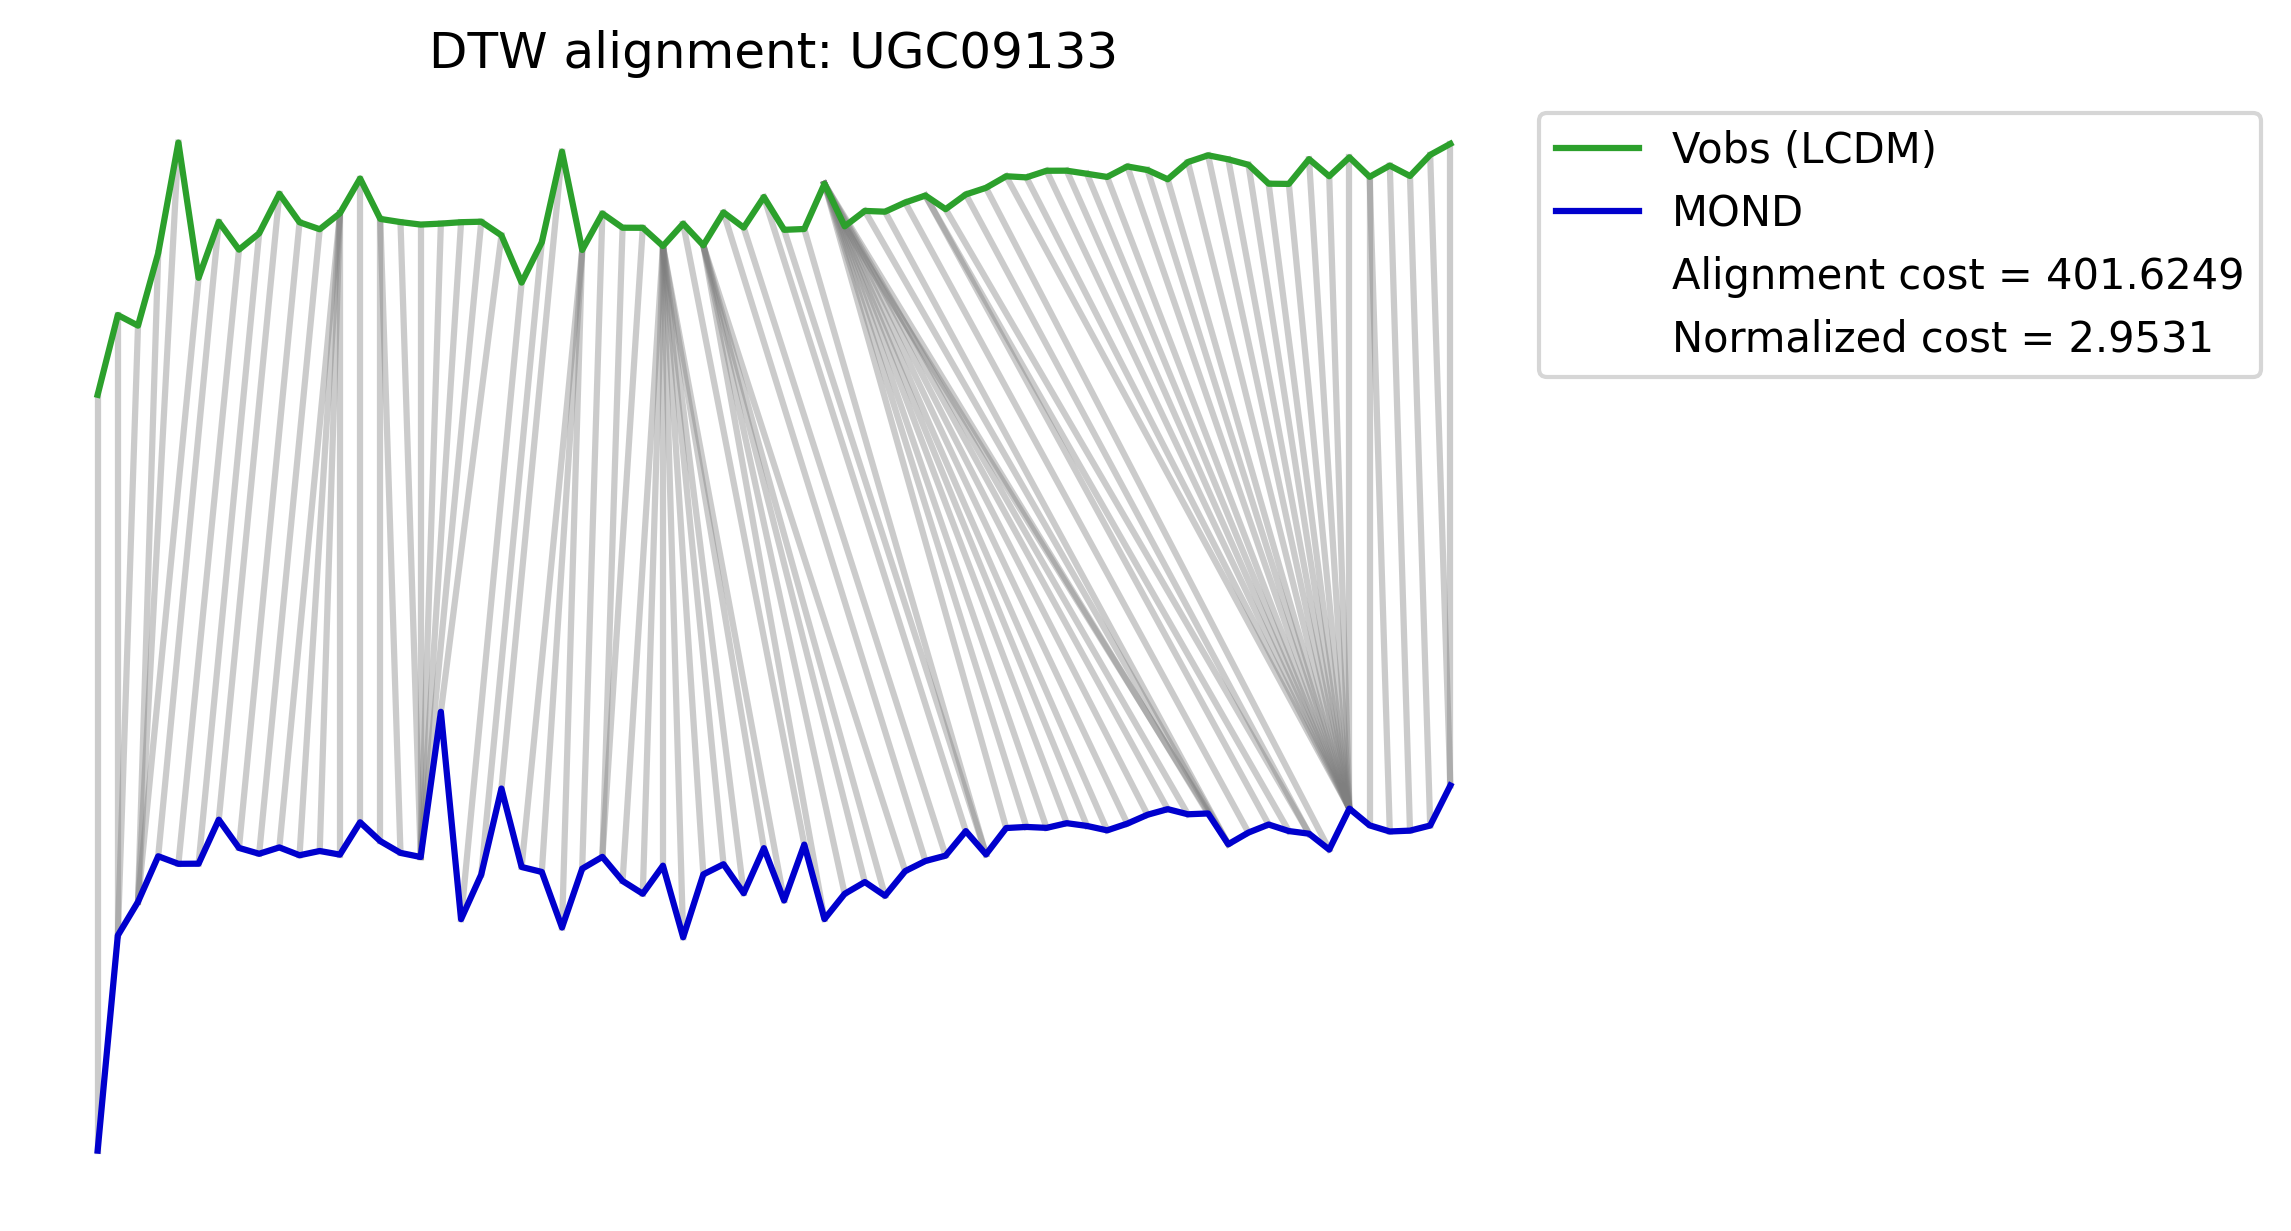 DTW alignment: UGC09133
Vobs (LCDM)
MOND
Alignment cost = 401.6249
Normalized cost = 2.9531